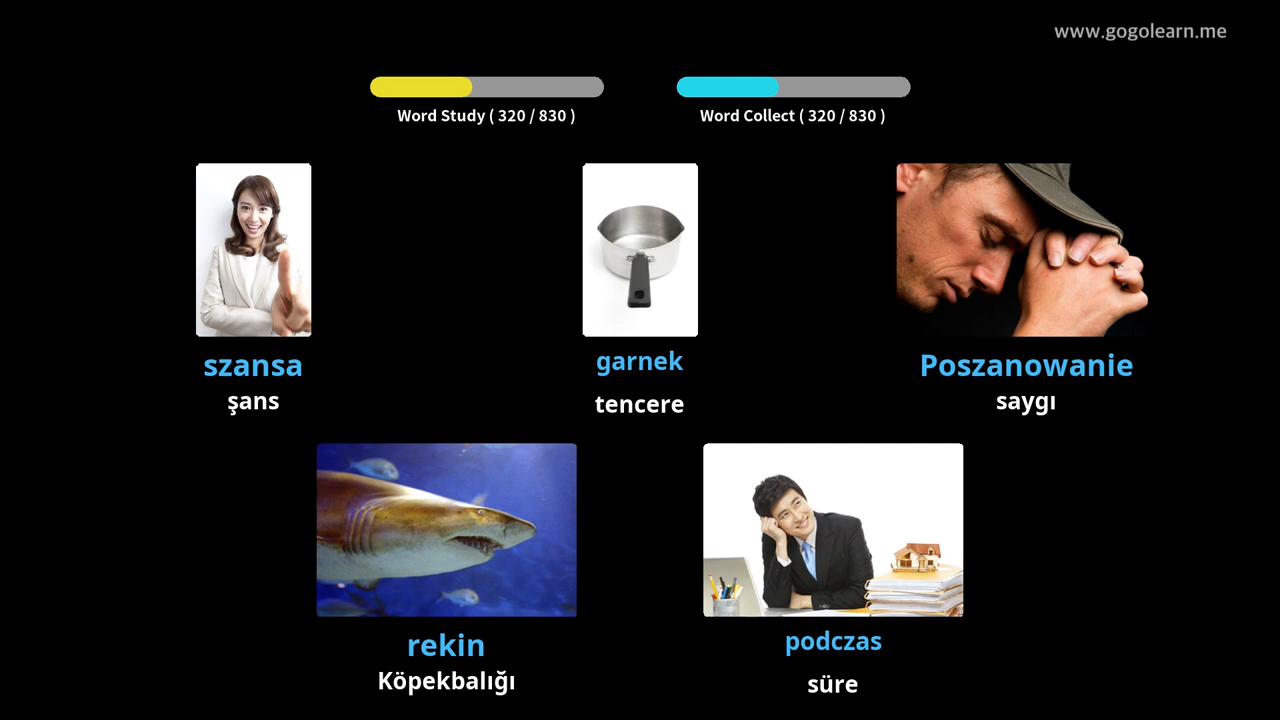 www.gogolearn.me
Word Study ( 320 / 830 )
Word Collect ( 320 / 830 )
szansa
şans
garnek
tencere
Poszanowanie
saygı
rekin
Köpekbalığı
podczas
süre